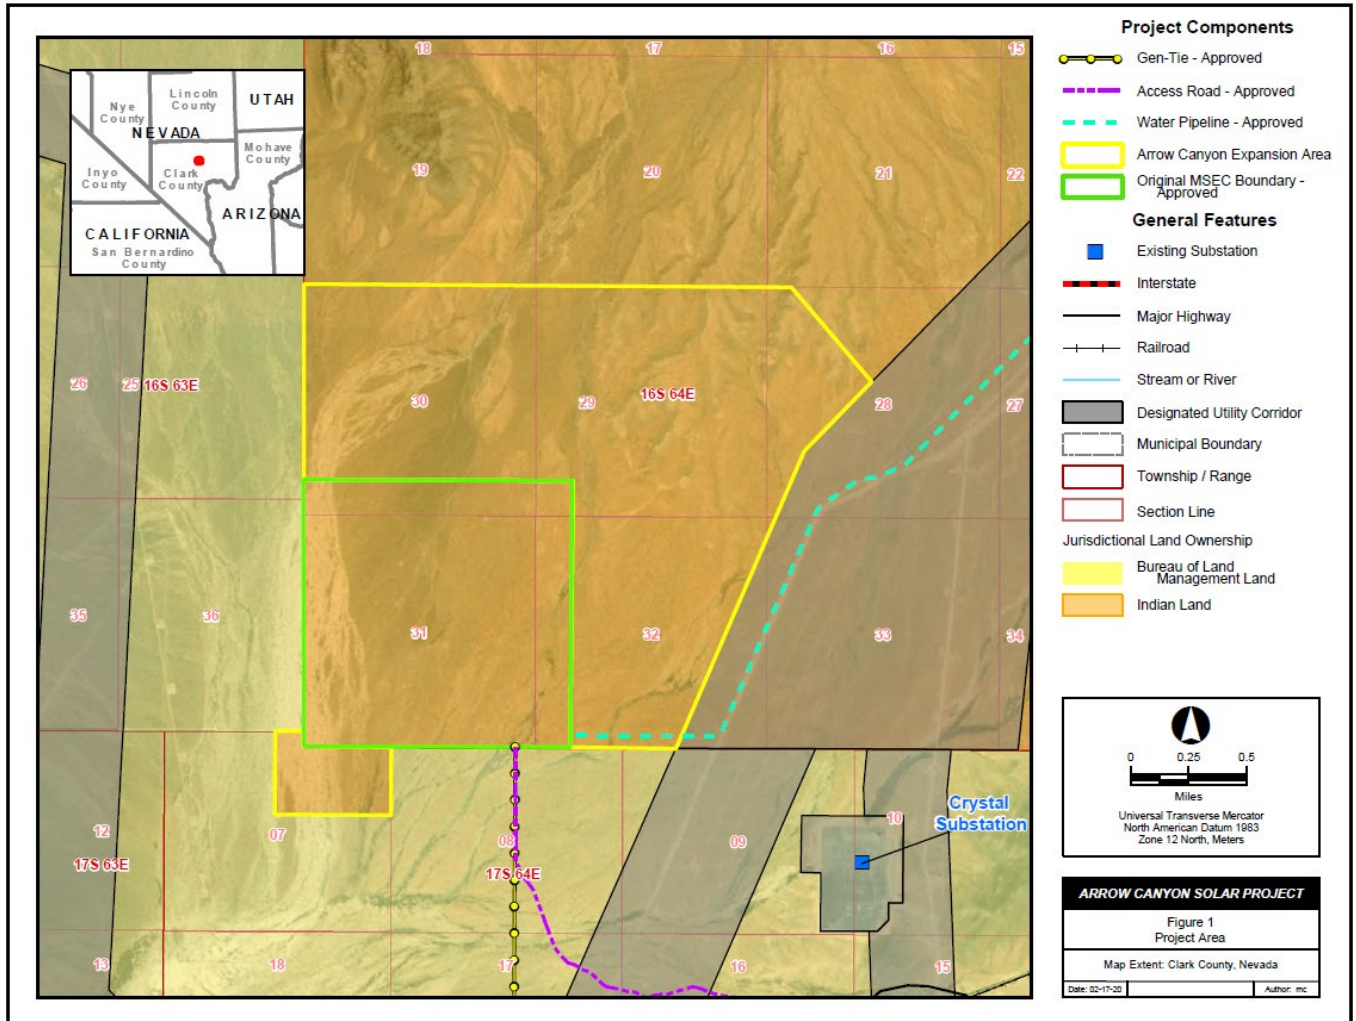 18
17
16
15
Lincoln
County
UTAH
Nye
County
NEVADA
Mohave
County
Inyo
County
Clark
County
ARIZONA
CALIFORNIA
San Bernardino
County
19
20
21
22
26
25
16S 63E
30
29
16S 64E
28
27
35
36
31
32
33
34
12
17S 63E
07
08
17S 64E
09
10
Crystal
Substation
13
18
17
16
15
Project Components
Gen-Tie - Approved
Access Road - Approved
Water Pipeline - Approved
Arrow Canyon Expansion Area
Original MSEC Boundary -
Approved
General Features
Existing Substation
Interstate
Major Highway
Railroad
Stream or River
Designated Utility Corridor
Municipal Boundary
Township / Range
Section Line
Jurisdictional Land Ownership
Bureau of Land
Management Land
Indian Land
0 0.25 0.5
Miles
Universal Transverse Mercator
North American Datum 1983
Zone 12 North, Meters
ARROW CANYON SOLAR PROJECT
Figure 1
Project Area
Map Extent: Clark County, Nevada
Date: 02-17-20 Author: mc